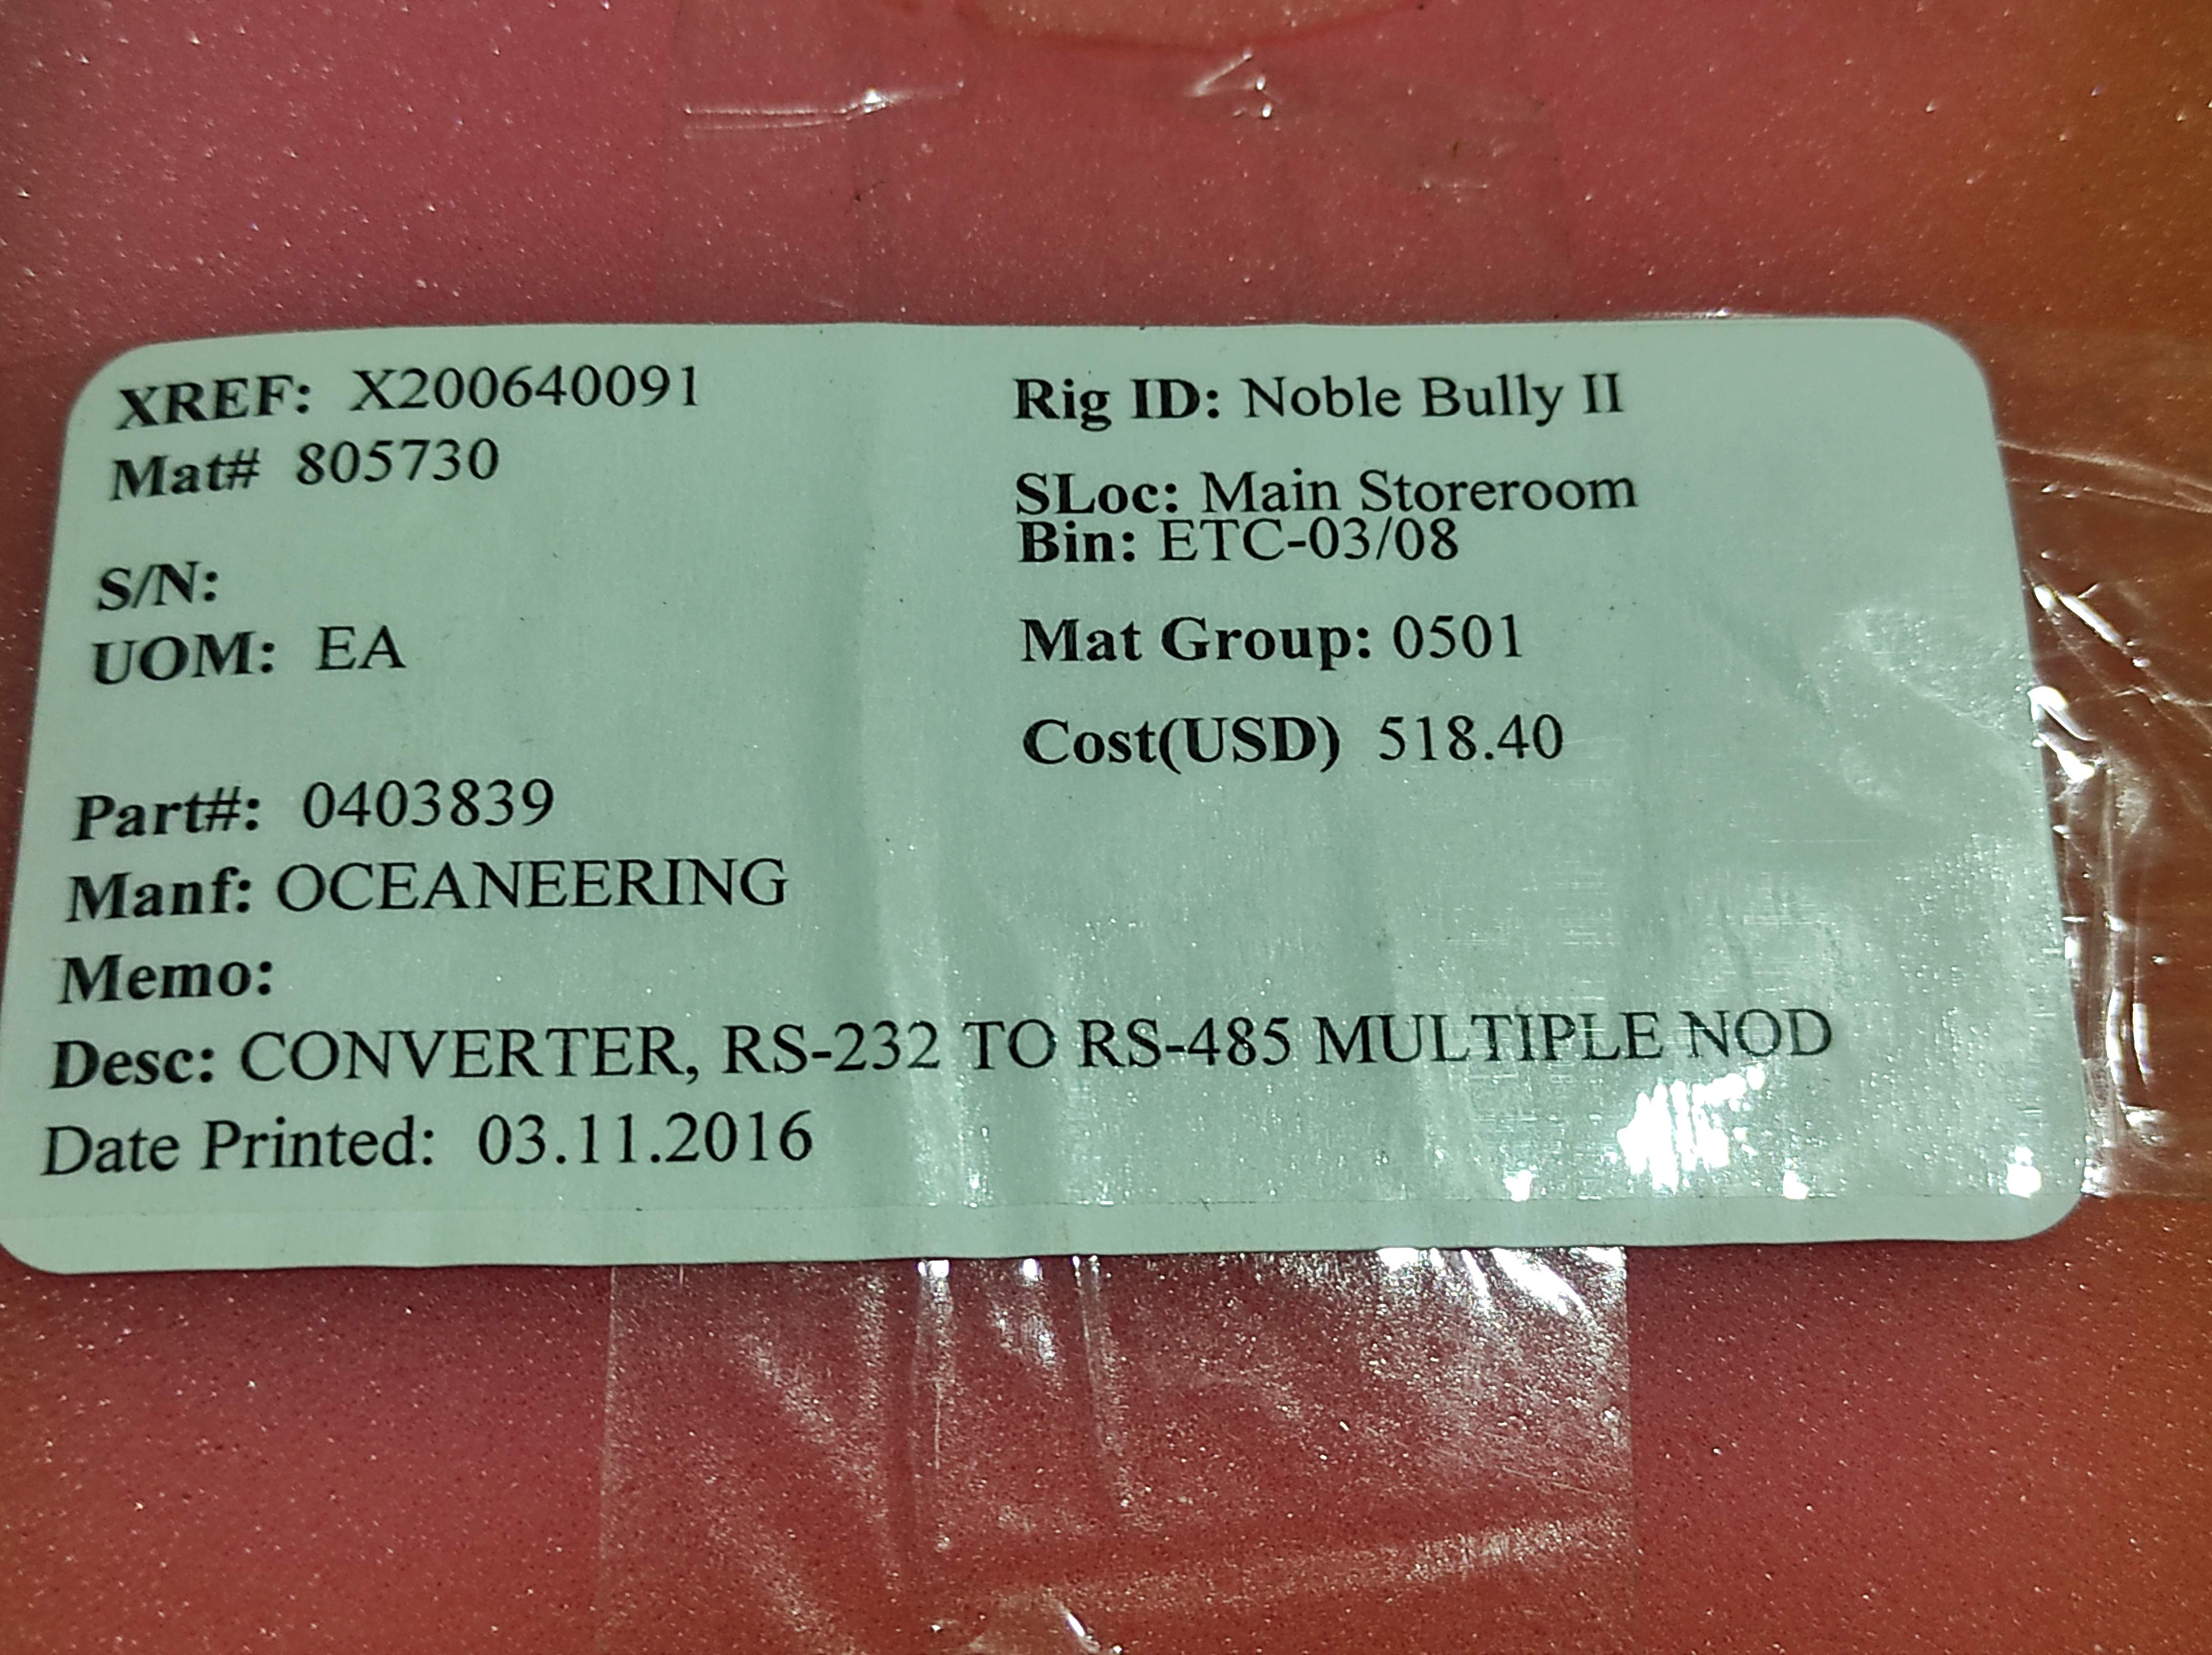 XREF: X200640091
Mat# 805730
S/N:
UOM: EA
Part#: 0403839
Manf: OCEANEERING
Memo:
Desc: CONVERTER, RS-232 TO RS-485 MULTIPLE NOD
Date Printed: 03.11.2016
Rig ID: Noble Bully II
SLoc: Main Storeroom
Bin: ETC-03/08
Mat Group: 0501
Cost(USD) 518.40